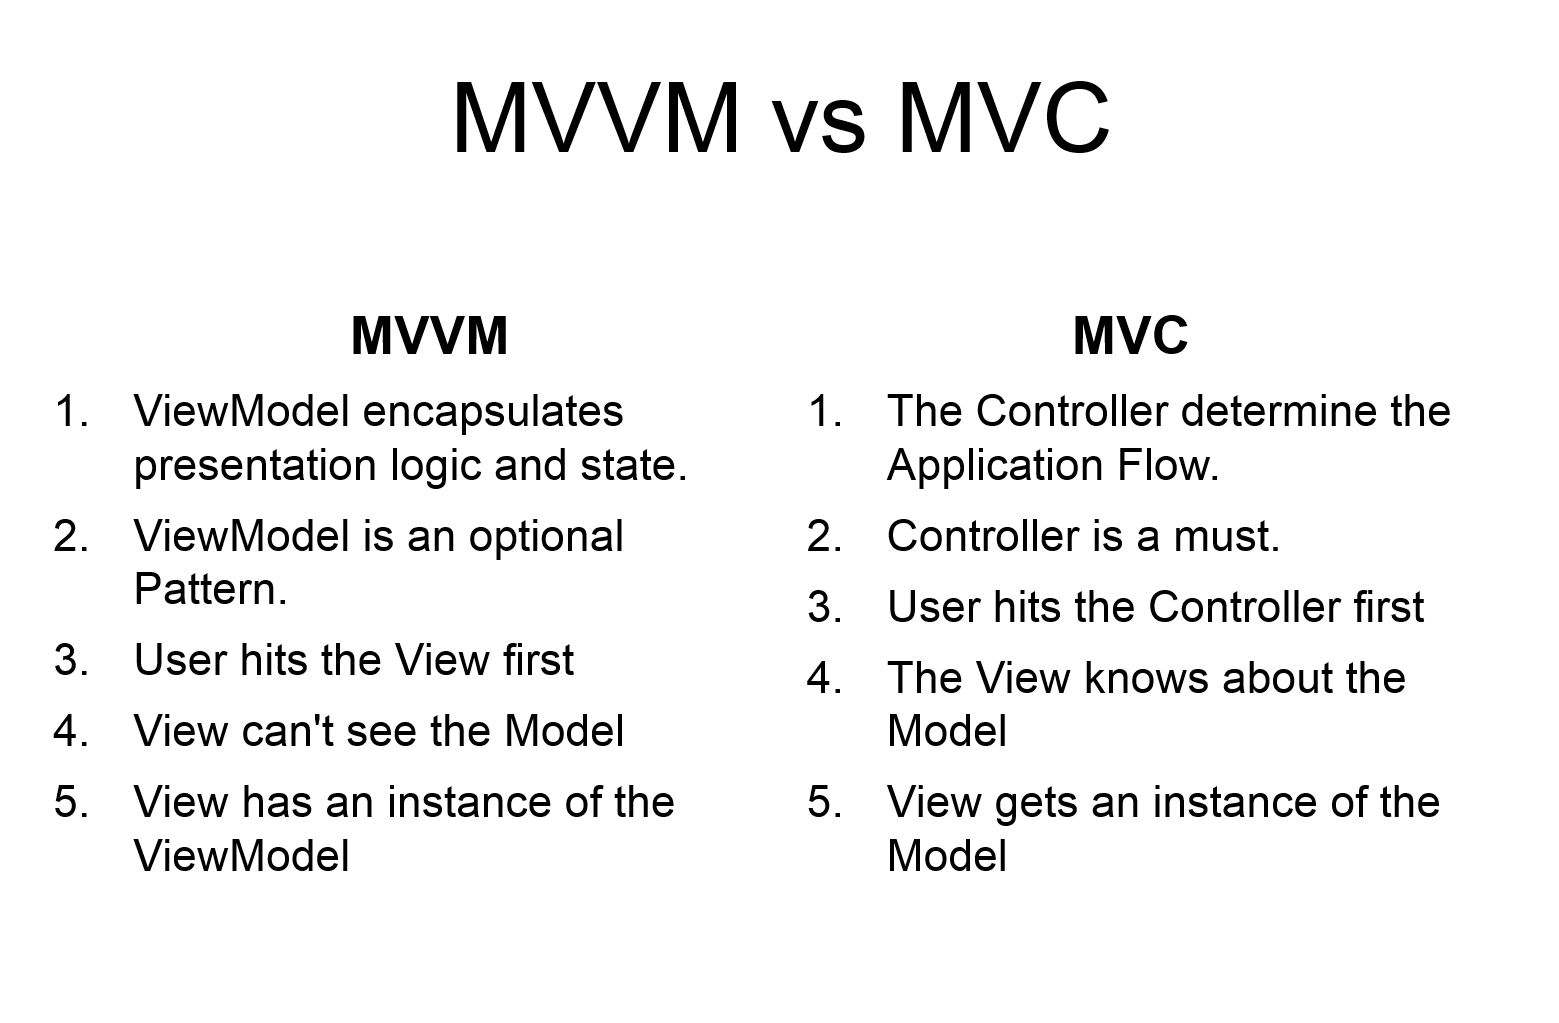 MVVM vs MVC
MVVM
1. ViewModel encapsulates
presentation logic and state.
2. ViewModel is an optional
Pattern.
3. User hits the View first
4. View can't see the Model
5. View has an instance of the
ViewModel
MVC
1. The Controller determine the
Application Flow.
2. Controller is a must.
3. User hits the Controller first
4. The View knows about the
Model
5. View gets an instance of the
Model